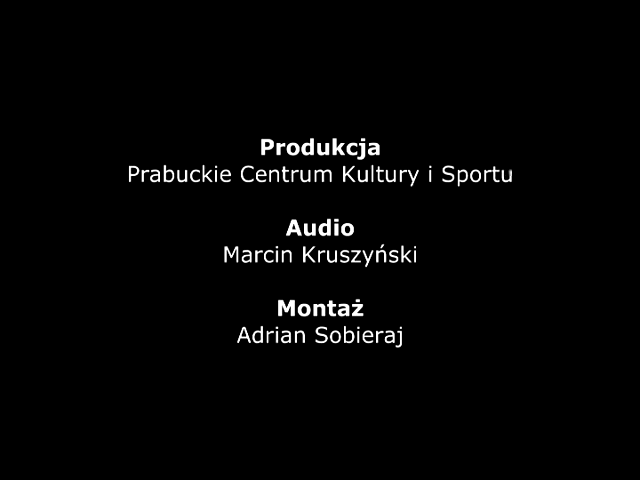 Produkcja
Prabuckie Centrum Kultury i Sportu
Audio
Marcin Kruszyński
Montaż
Adrian Sobieraj